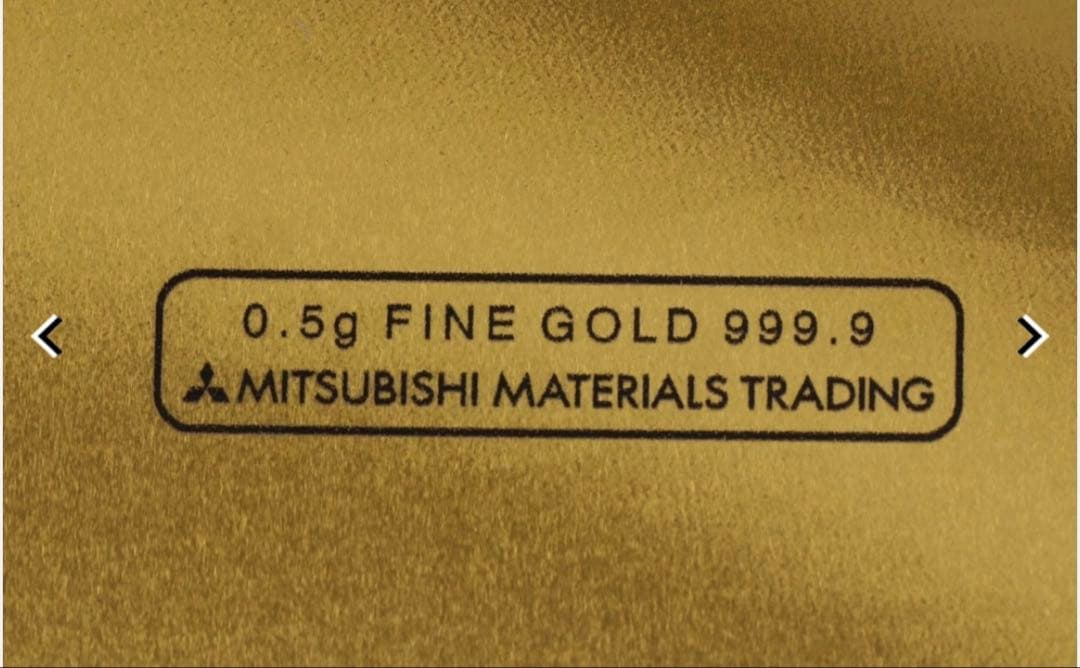 0.5g FINE GOLD 999.9
MITSUBISHI MATERIALS TRADING